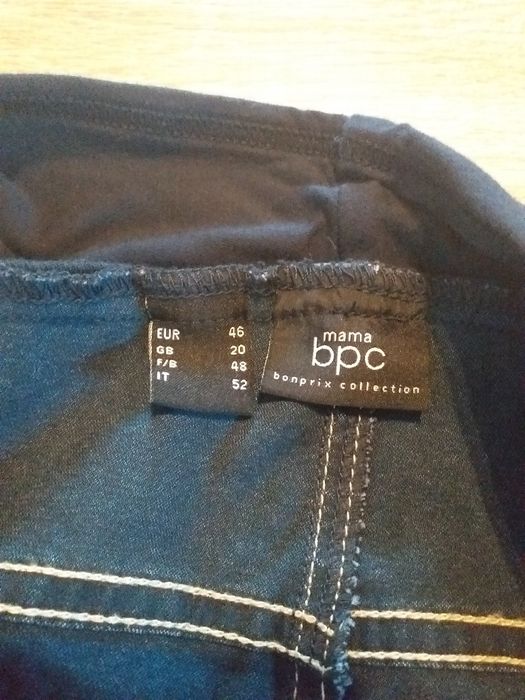 EUR 46
GB 20
F/B 48
IT 52
mama
bpc
bonprix collection